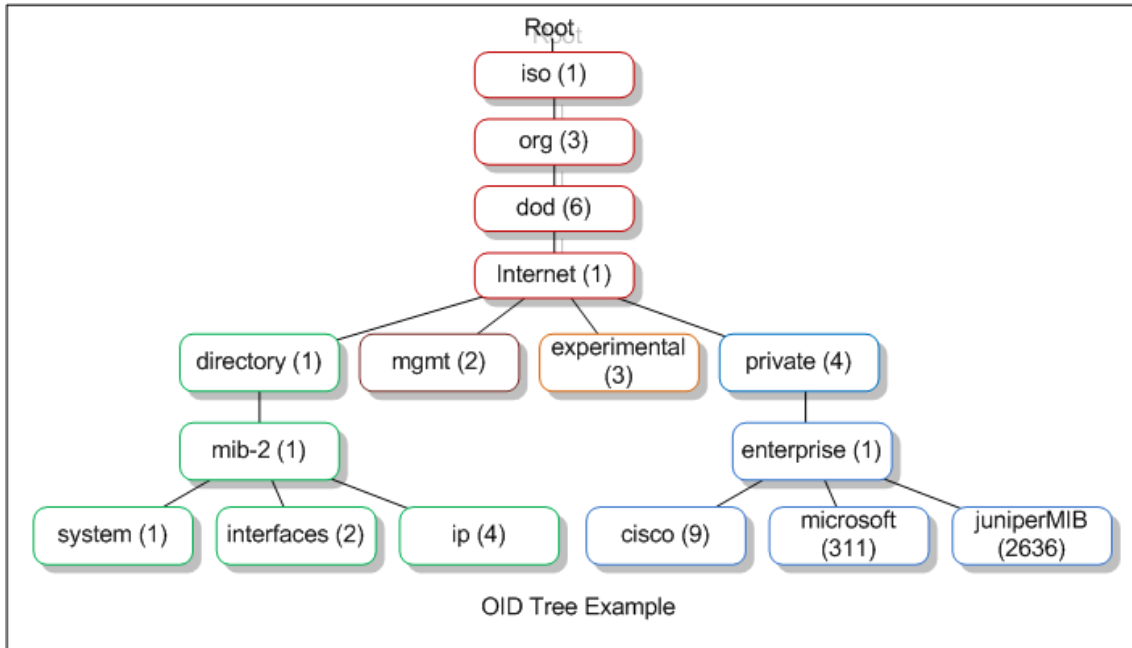 Root
Root
iso (1)
org (3)
dod (6)
Internet (1)
directory (1)
mgmt (2)
experimental
(3)
private (4)
mib-2 (1)
enterprise (1)
system (1)
interfaces (2)
ip (4)
cisco (9)
microsoft
(311)
juniperMIB
(2636)
OID Tree Example